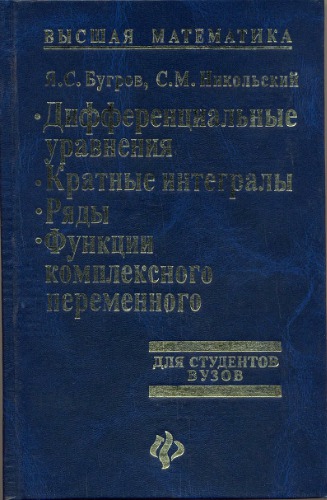 ВЫСШАЯ МАТЕМАТИКА
Я.С. Бугров, С.М. Никольский
• Дифференциальные
уравнения
• Кратные интегралы
• Ряды
• Функции
комплексного
переменного
ДЛЯ СТУДЕНТОВ
ВУЗОВ